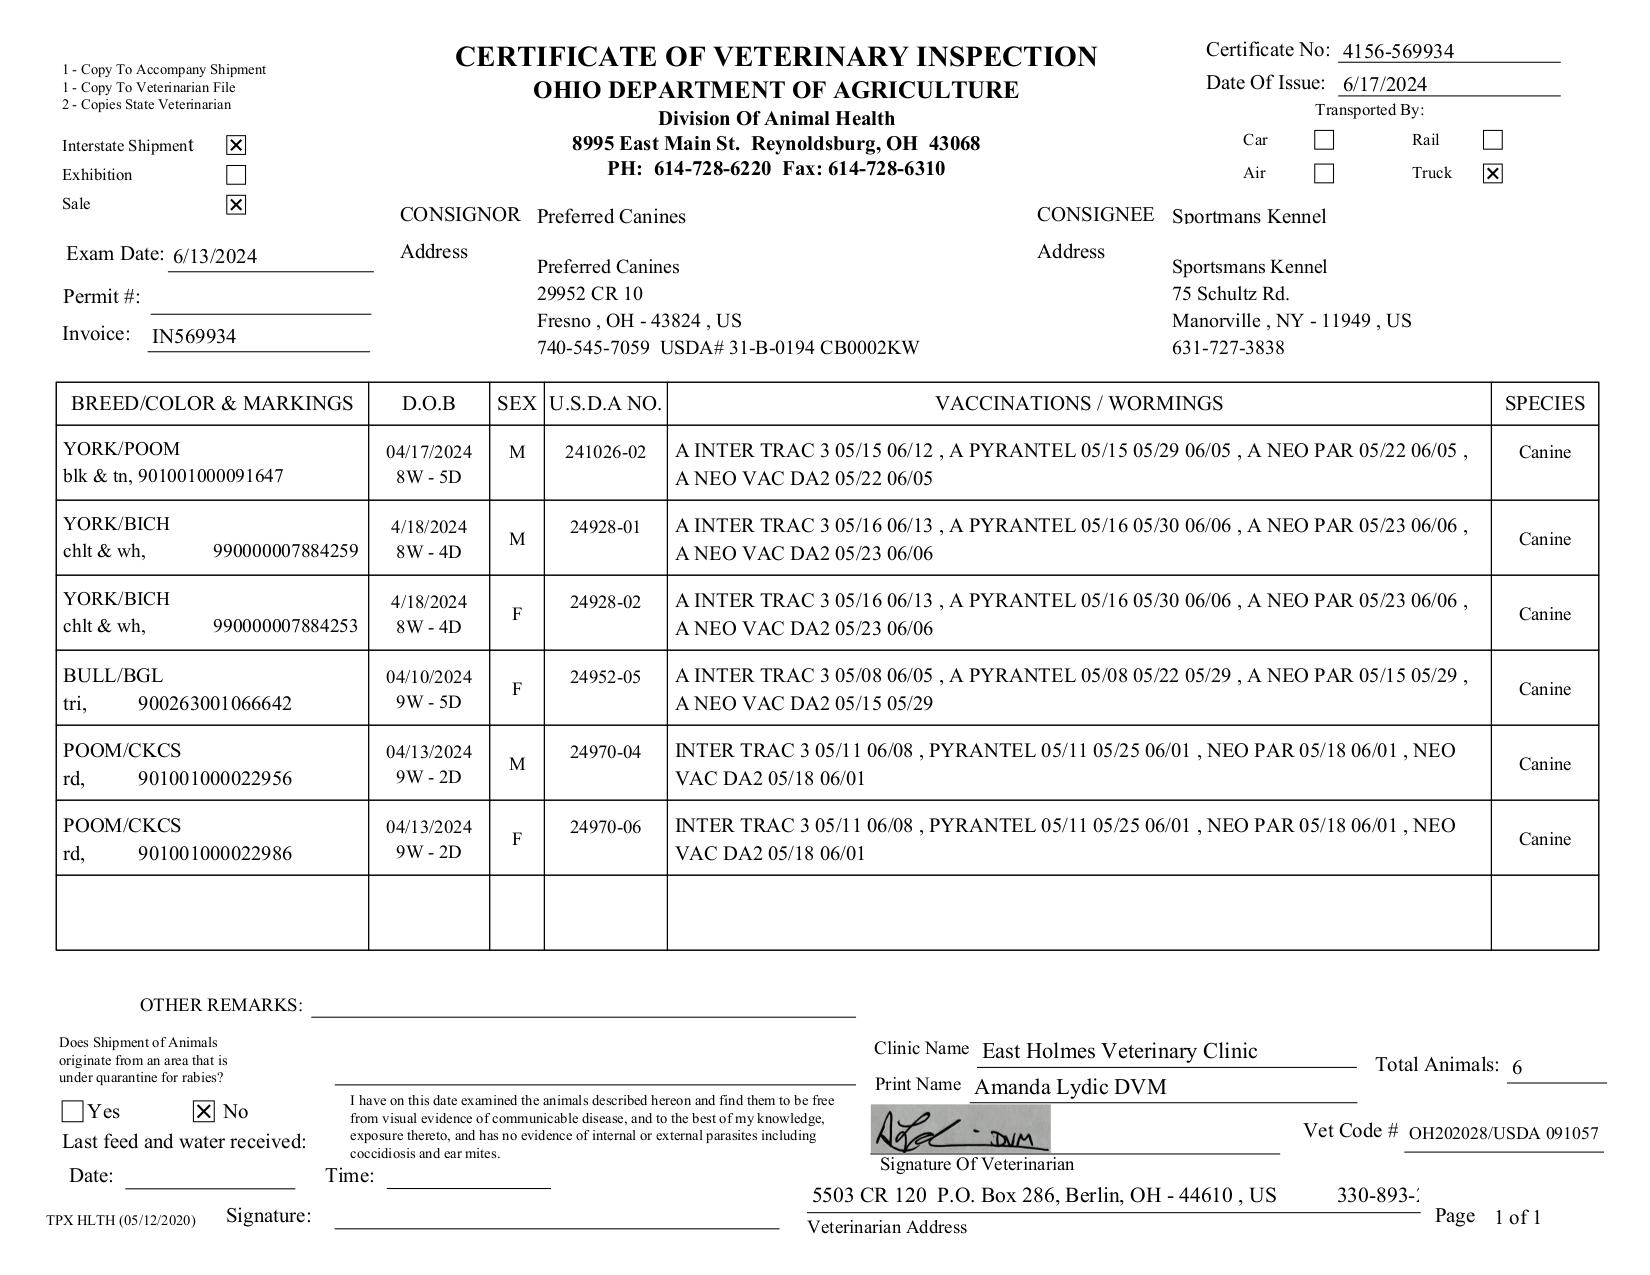 1 - Copy To Accompany Shipment
1 - Copy To Veterinarian File
2 - Copies State Veterinarian
Interstate Shipment
Exhibition
Sale
Exam Date: 6/13/2024
Permit #:
Invoice: IN569934
CERTIFICATE OF VETERINARY INSPECTION
OHIO DEPARTMENT OF AGRICULTURE
Division Of Animal Health
8995 East Main St. Reynoldsburg, OH 43068
PH: 614-728-6220 Fax: 614-728-6310
Certificate No: 4156-569934
Date Of Issue: 6/17/2024
Transported By:
Car Rail
Air Truck
CONSIGNOR Preferred Canines
Address
Preferred Canines
29952 CR 10
Fresno , OH - 43824 , US
740-545-7059 USDA# 31-B-0194 CB0002KW
CONSIGNEE Sportmans Kennel
Address
Sportsmans Kennel
75 Schultz Rd.
Manorville , NY - 11949 , US
631-727-3838
BREED/COLOR & MARKINGS D.O.B SEX U.S.D.A NO. VACCINATIONS / WORMINGS SPECIES
YORK/POOM
blk & tn, 901001000091647
04/17/2024
8W - 5D
M
241026-02
A INTER TRAC 3 05/15 06/12 , A PYRANTEL 05/15 05/29 06/05 , A NEO PAR 05/22 06/05 ,
A NEO VAC DA2 05/22 06/05
Canine
YORK/BICH
chlt & wh, 990000007884259
4/18/2024
8W - 4D
M
24928-01
A INTER TRAC 3 05/16 06/13 , A PYRANTEL 05/16 05/30 06/06 , A NEO PAR 05/23 06/06 ,
A NEO VAC DA2 05/23 06/06
Canine
YORK/BICH
chlt & wh, 990000007884253
4/18/2024
8W - 4D
F
24928-02
A INTER TRAC 3 05/16 06/13 , A PYRANTEL 05/16 05/30 06/06 , A NEO PAR 05/23 06/06 ,
A NEO VAC DA2 05/23 06/06
Canine
BULL/BGL
tri, 900263001066642
04/10/2024
9W - 5D
F
24952-05
A INTER TRAC 3 05/08 06/05 , A PYRANTEL 05/08 05/22 05/29 , A NEO PAR 05/15 05/29 ,
A NEO VAC DA2 05/15 05/29
Canine
POOM/CKCS
rd, 901001000022956
04/13/2024
9W - 2D
M
24970-04
INTER TRAC 3 05/11 06/08 , PYRANTEL 05/11 05/25 06/01 , NEO PAR 05/18 06/01 , NEO
VAC DA2 05/18 06/01
Canine
POOM/CKCS
rd, 901001000022986
04/13/2024
9W - 2D
F
24970-06
INTER TRAC 3 05/11 06/08 , PYRANTEL 05/11 05/25 06/01 , NEO PAR 05/18 06/01 , NEO
VAC DA2 05/18 06/01
Canine
OTHER REMARKS:
Does Shipment of Animals
originate from an area that is
under quarantine for rabies?
Yes No
Last feed and water received:
Date: Time:
I have on this date examined the animals described hereon and find them to be free
from visual evidence of communicable disease, and to the best of my knowledge,
exposure thereto, and has no evidence of internal or external parasites including
coccidiosis and ear mites.
TPX HLTH (05/12/2020) Signature:
Clinic Name East Holmes Veterinary Clinic
Print Name Amanda Lydic DVM
Total Animals: 6
DVM
Signature Of Veterinarian
Vet Code # OH202028/USDA 091057
5503 CR 120 P.O. Box 286, Berlin, OH - 44610 , US 330-893-
Veterinarian Address
Page 1 of 1